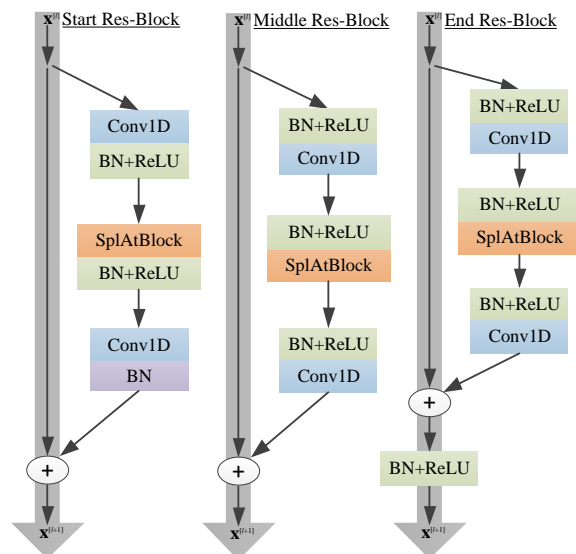 x^[l] Start Res-Block
Conv1D
BN+ReLU
SplAtBlock
BN+ReLU
Conv1D
BN
+
x^[l+1]
x^[l] Middle Res-Block
BN+ReLU
Conv1D
BN+ReLU
SplAtBlock
BN+ReLU
Conv1D
+
x^[l+1]
x^[l] End Res-Block
BN+ReLU
Conv1D
BN+ReLU
SplAtBlock
BN+ReLU
Conv1D
+
BN+ReLU
x^[l+1]